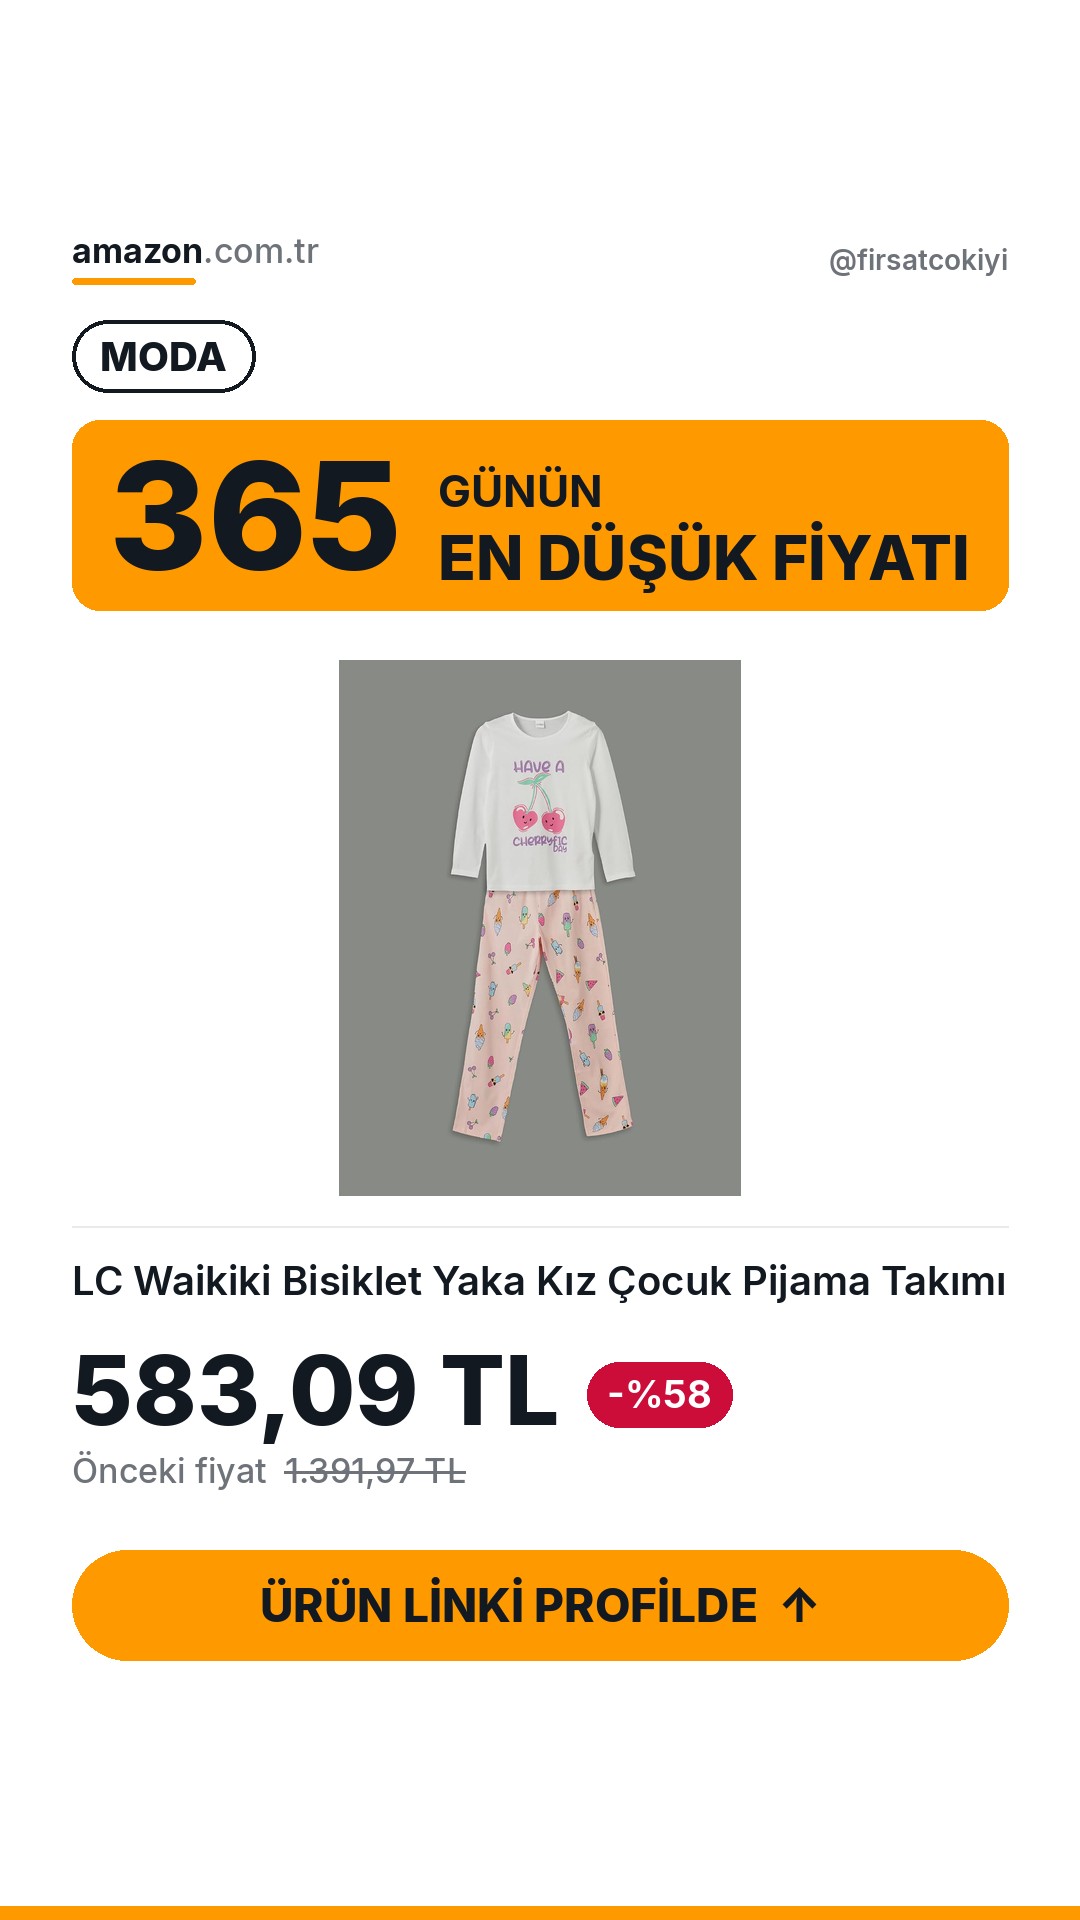 amazon.com.tr
@firsatcokiyi
MODA
365
GÜNÜN
EN DÜŞÜK FİYATI
HAVE A
CHERRYFIC
DAY
LC Waikiki Bisiklet Yaka Kız Çocuk Pijama Takımı
583,09 TL
-%58
Önceki fiyat 1.391,97 TL
ÜRÜN LİNKİ PROFİLDE ↑